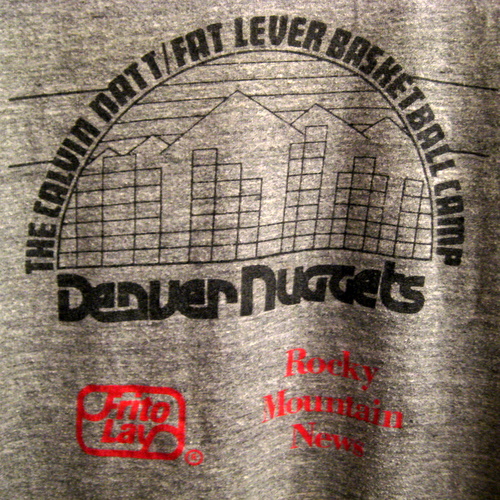 THE CALVIN NATT/FAT LEVER BASKETBALL CAMP
DENVER NUGGETS
Frito
Lay
®
Rocky
Mountain
News